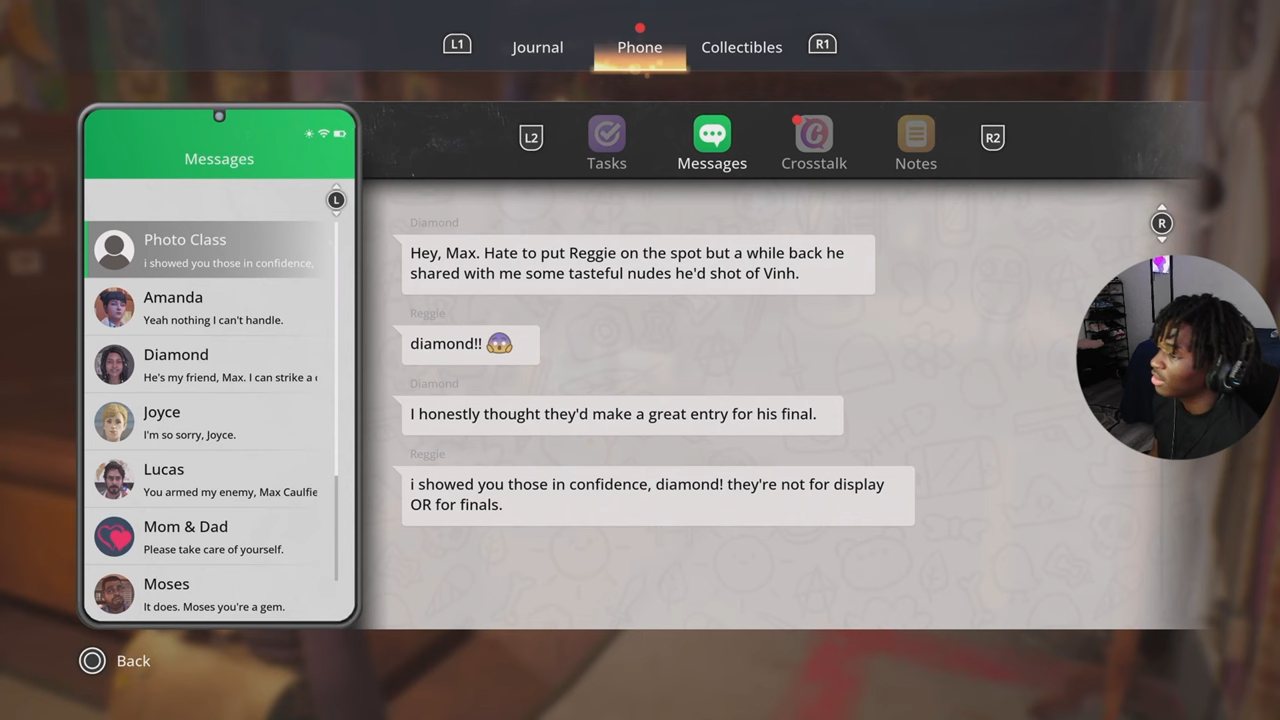 L1
Journal
Phone
Collectibles
R1
Messages
L
Photo Class
i showed you those in confidence,
Amanda
Yeah nothing I can't handle.
Diamond
He's my friend, Max. I can strike a
Joyce
I'm so sorry, Joyce.
Lucas
You armed my enemy, Max Caulfie
Mom & Dad
Please take care of yourself.
Moses
It does. Moses you're a gem.
L2
Tasks
Messages
Crosstalk
Notes
R2
R
Diamond
Hey, Max. Hate to put Reggie on the spot but a while back he
shared with me some tasteful nudes he'd shot of Vinh.
Reggie
diamond!!
Diamond
I honestly thought they'd make a great entry for his final.
Reggie
i showed you those in confidence, diamond! they're not for display
OR for finals.
Back